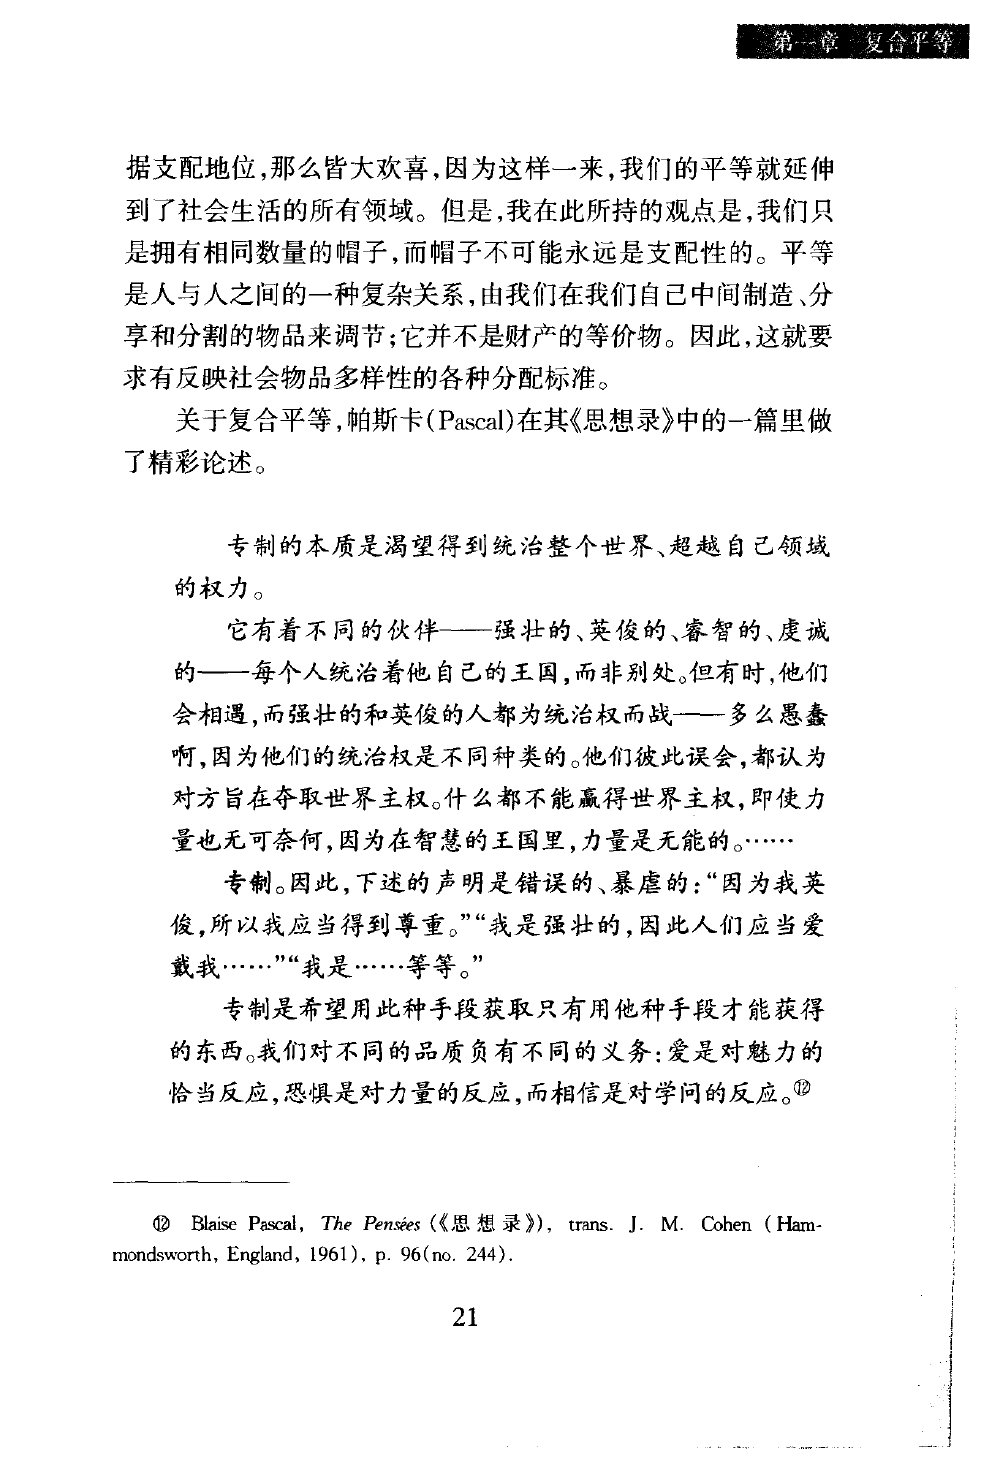 第一章 复合平等
据支配地位,那么皆大欢喜,因为这样一来,我们的平等就延伸
到了社会生活的所有领域。但是,我在此所持的观点是,我们只
是拥有相同数量的帽子,而帽子不可能永远是支配性的。平等
是人与人之间的一种复杂关系,由我们在我们自己中间制造、分
享和分割的物品来调节;它并不是财产的等价物。因此,这就要
求有反映社会物品多样性的各种分配标准。
关于复合平等,帕斯卡(Pascal)在其《思想录》中的一篇里做
了精彩论述。
专制的本质是渴望得到统治整个世界、超越自己领域
的权力。
它有着不同的伙伴——强壮的、英俊的、睿智的、虔诚
的——每个人统治着他自己的王国,而非别处。但有时,他们
会相遇,而强壮的和英俊的人都为统治权而战——多么愚蠢
啊,因为他们的统治权是不同种类的。他们彼此误会,都认为
对方旨在夺取世界主权。什么都不能赢得世界主权,即使力
量也无可奈何,因为在智慧的王国里,力量是无能的。……
专制。因此,下述的声明是错误的、暴虐的:“因为我英
俊,所以我应当得到尊重。”“我是强壮的,因此人们应当爱
戴我……”“我是……等等。”
专制是希望用此种手段获取只有用他种手段才能获得
的东西。我们对不同的品质负有不同的义务:爱是对魅力的
恰当反应,恐惧是对力量的反应,而相信是对学问的反应。⑫
⑫ Blaise Pascal, The Pensées (《思想录》), trans. J. M. Cohen (Ham-
mondsworth, England, 1961), p. 96(no. 244).
21